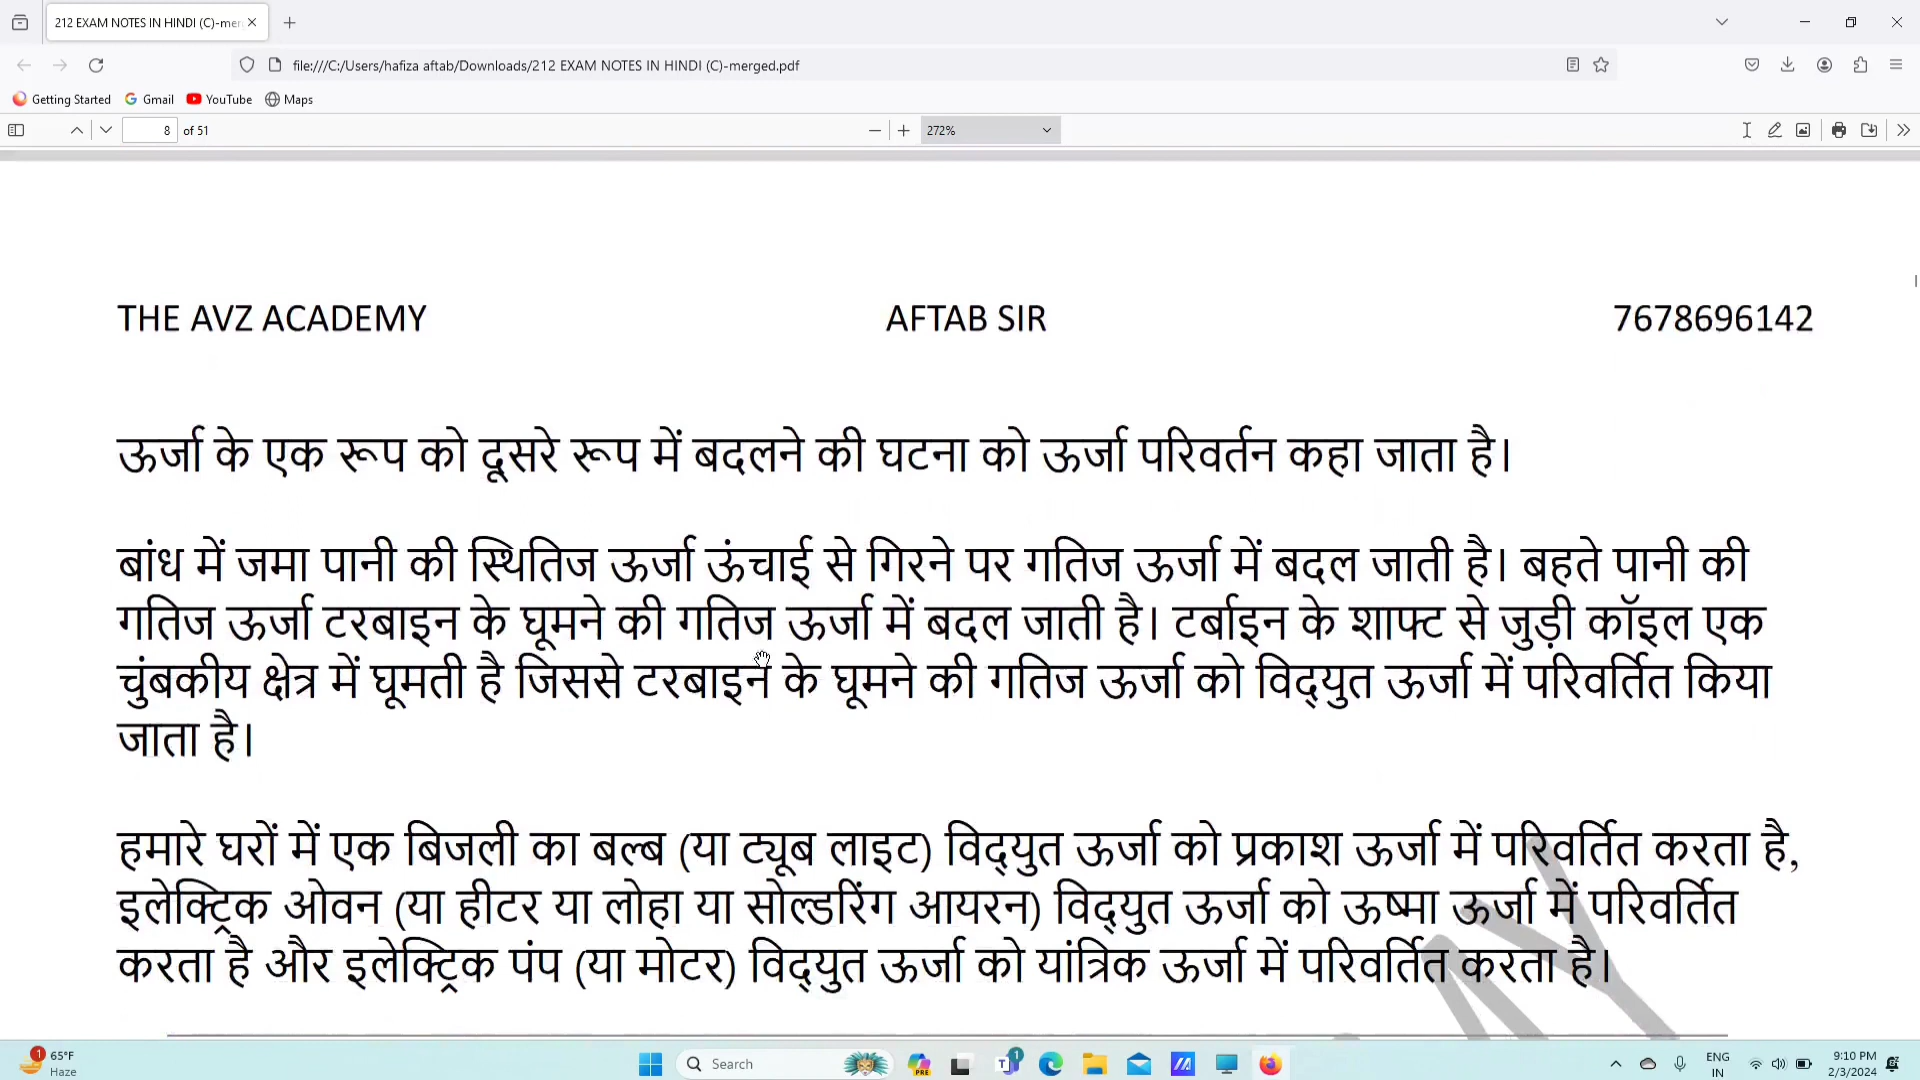 212 EXAM NOTES IN HINDI (C)-mer
file:///C:/Users/hafiza aftab/Downloads/212 EXAM NOTES IN HINDI (C)-merged.pdf
Getting Started Gmail YouTube Maps
8 of 51 272%
THE AVZ ACADEMY AFTAB SIR 7678696142
ऊर्जा के एक रूप को दूसरे रूप में बदलने की घटना को ऊर्जा परिवर्तन कहा जाता है।
बांध में जमा पानी की स्थितिज ऊर्जा ऊंचाई से गिरने पर गतिज ऊर्जा में बदल जाती है। बहते पानी की
गतिज ऊर्जा टरबाइन के घूमने की गतिज ऊर्जा में बदल जाती है। टर्बाइन के शाफ्ट से जुड़ी कॉइल एक
चुंबकीय क्षेत्र में घूमती है जिससे टरबाइन के घूमने की गतिज ऊर्जा को विद्युत ऊर्जा में परिवर्तित किया
जाता है।
हमारे घरों में एक बिजली का बल्ब (या ट्यूब लाइट) विद्युत ऊर्जा को प्रकाश ऊर्जा में परिवर्तित करता है,
इलेक्ट्रिक ओवन (या हीटर या लोहा या सोल्डरिंग आयरन) विद्युत ऊर्जा को ऊष्मा ऊर्जा में परिवर्तित
करता है और इलेक्ट्रिक पंप (या मोटर) विद्युत ऊर्जा को यांत्रिक ऊर्जा में परिवर्तित करता है।
1 65°F
Haze
Search
PRE
1
ENG
IN
9:10 PM
2/3/2024